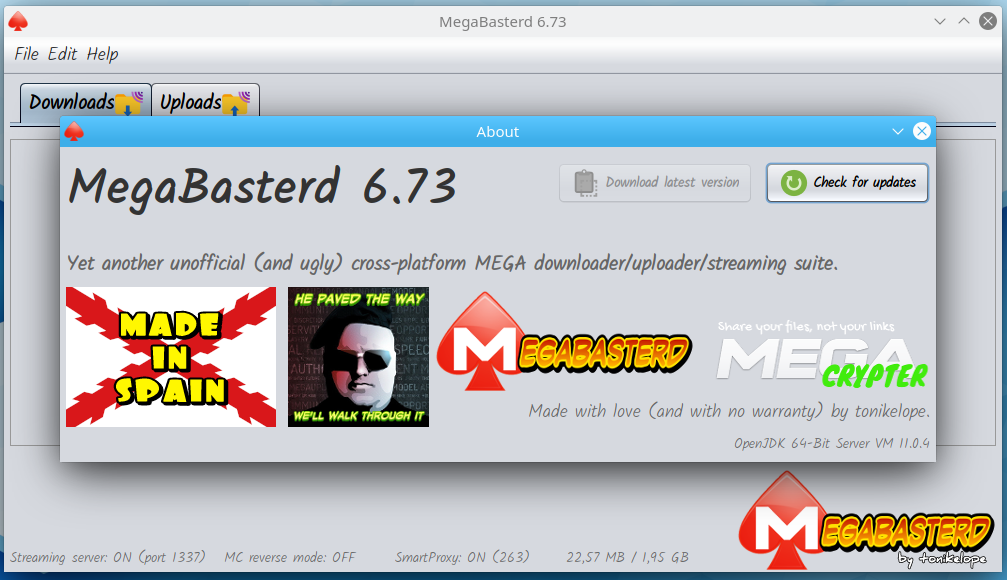 MegaBasterd 6.73
File Edit Help
Downloads Uploads
About
MegaBasterd 6.73
Download latest version
Check for updates
Yet another unofficial (and ugly) cross-platform MEGA downloader/uploader/streaming suite.
MADE
IN
SPAIN
HE PAVED THE WAY
WE'LL WALK THROUGH IT
MEGABASTERD
Share your files, not your links
MEGA
CRYPTER
Made with love (and with no warranty) by tonikelope.
OpenJDK 64-Bit Server VM 11.0.4
MEGABASTERD
by tonikelope
Streaming server: ON (port 1337) MC reverse mode: OFF SmartProxy: ON (263) 22,57 MB / 1,95 GB